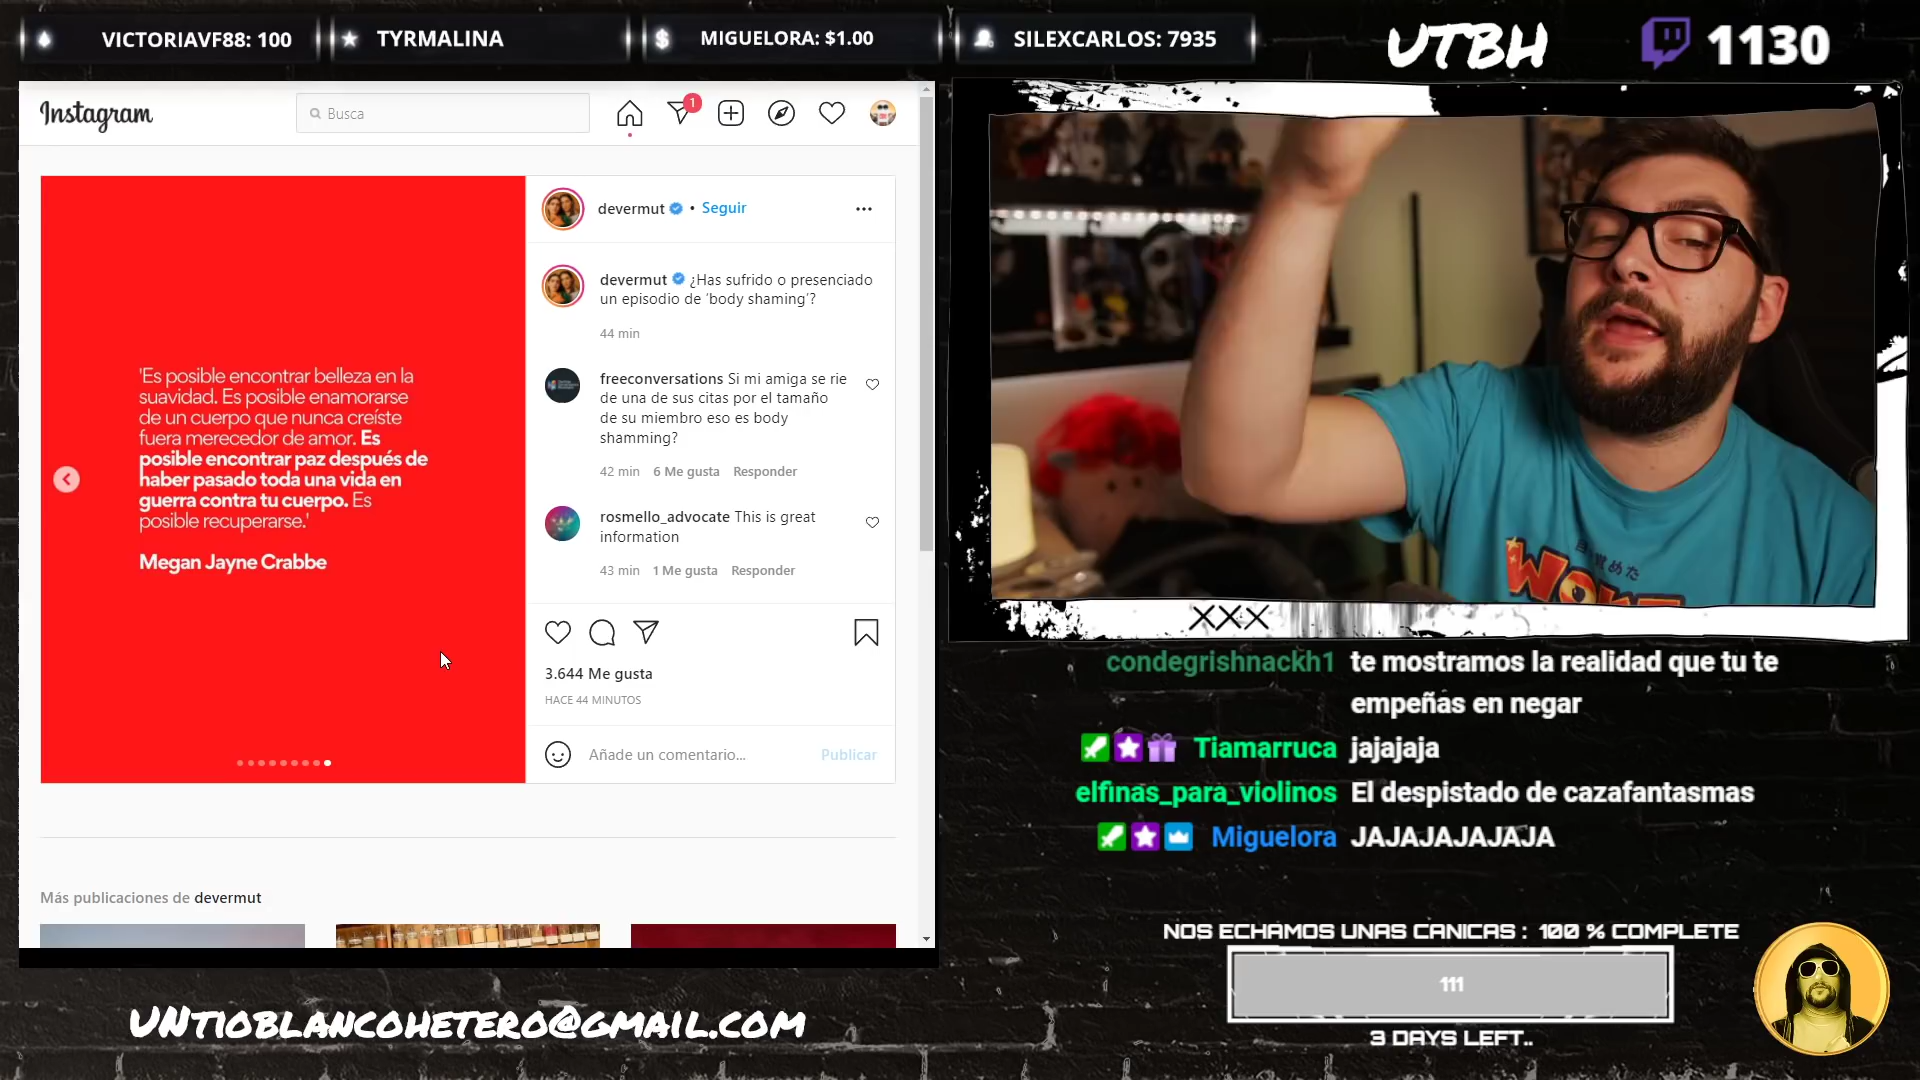 VICTORIAVF88: 100
TYRMALINA
MIGUELORA: $1.00
SILEXCARLOS: 7935
UTBH
1130
Instagram
Busca
1
'Es posible encontrar belleza en la
suavidad. Es posible enamorarse
de un cuerpo que nunca creíste
fuera merecedor de amor. Es
posible encontrar paz después de
haber pasado toda una vida en
guerra contra tu cuerpo. Es
posible recuperarse.'
Megan Jayne Crabbe
devermut • Seguir
devermut ¿Has sufrido o presenciado
un episodio de 'body shaming'?
44 min
freeconversations Si mi amiga se rie
de una de sus citas por el tamaño
de su miembro eso es body
shamming?
42 min 6 Me gusta Responder
rosmello_advocate This is great
information
43 min 1 Me gusta Responder
3.644 Me gusta
HACE 44 MINUTOS
Añade un comentario... Publicar
Más publicaciones de devermut
XXX
condegrishnackh1 te mostramos la realidad que tu te
empeñas en negar
Tiamarruca jajajaja
elfinas_para_violinos El despistado de cazafantasmas
Miguelora JAJAJAJAJAJA
NOS ECHAMOS UNAS CANICAS : 100 % COMPLETE
111
3 DAYS LEFT..
UNTIOBLANCOHETERO@GMAIL.COM